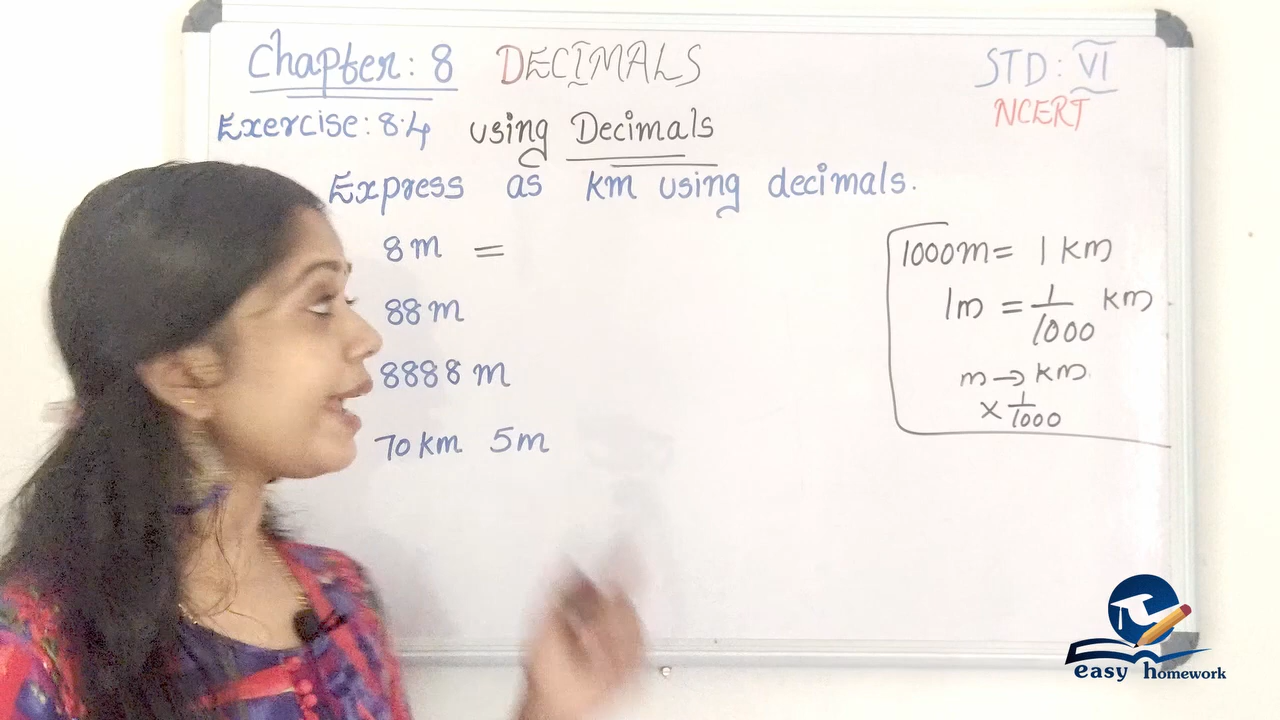 Chapter: 8 DECIMALS
STD: VI
NCERT
Exercise: 8.4 using Decimals
Express as km using decimals.
8m =
88m
8888m
70km 5m
1000m = 1 km
1m = 1/1000 km
m → km
× 1/1000
easy homework